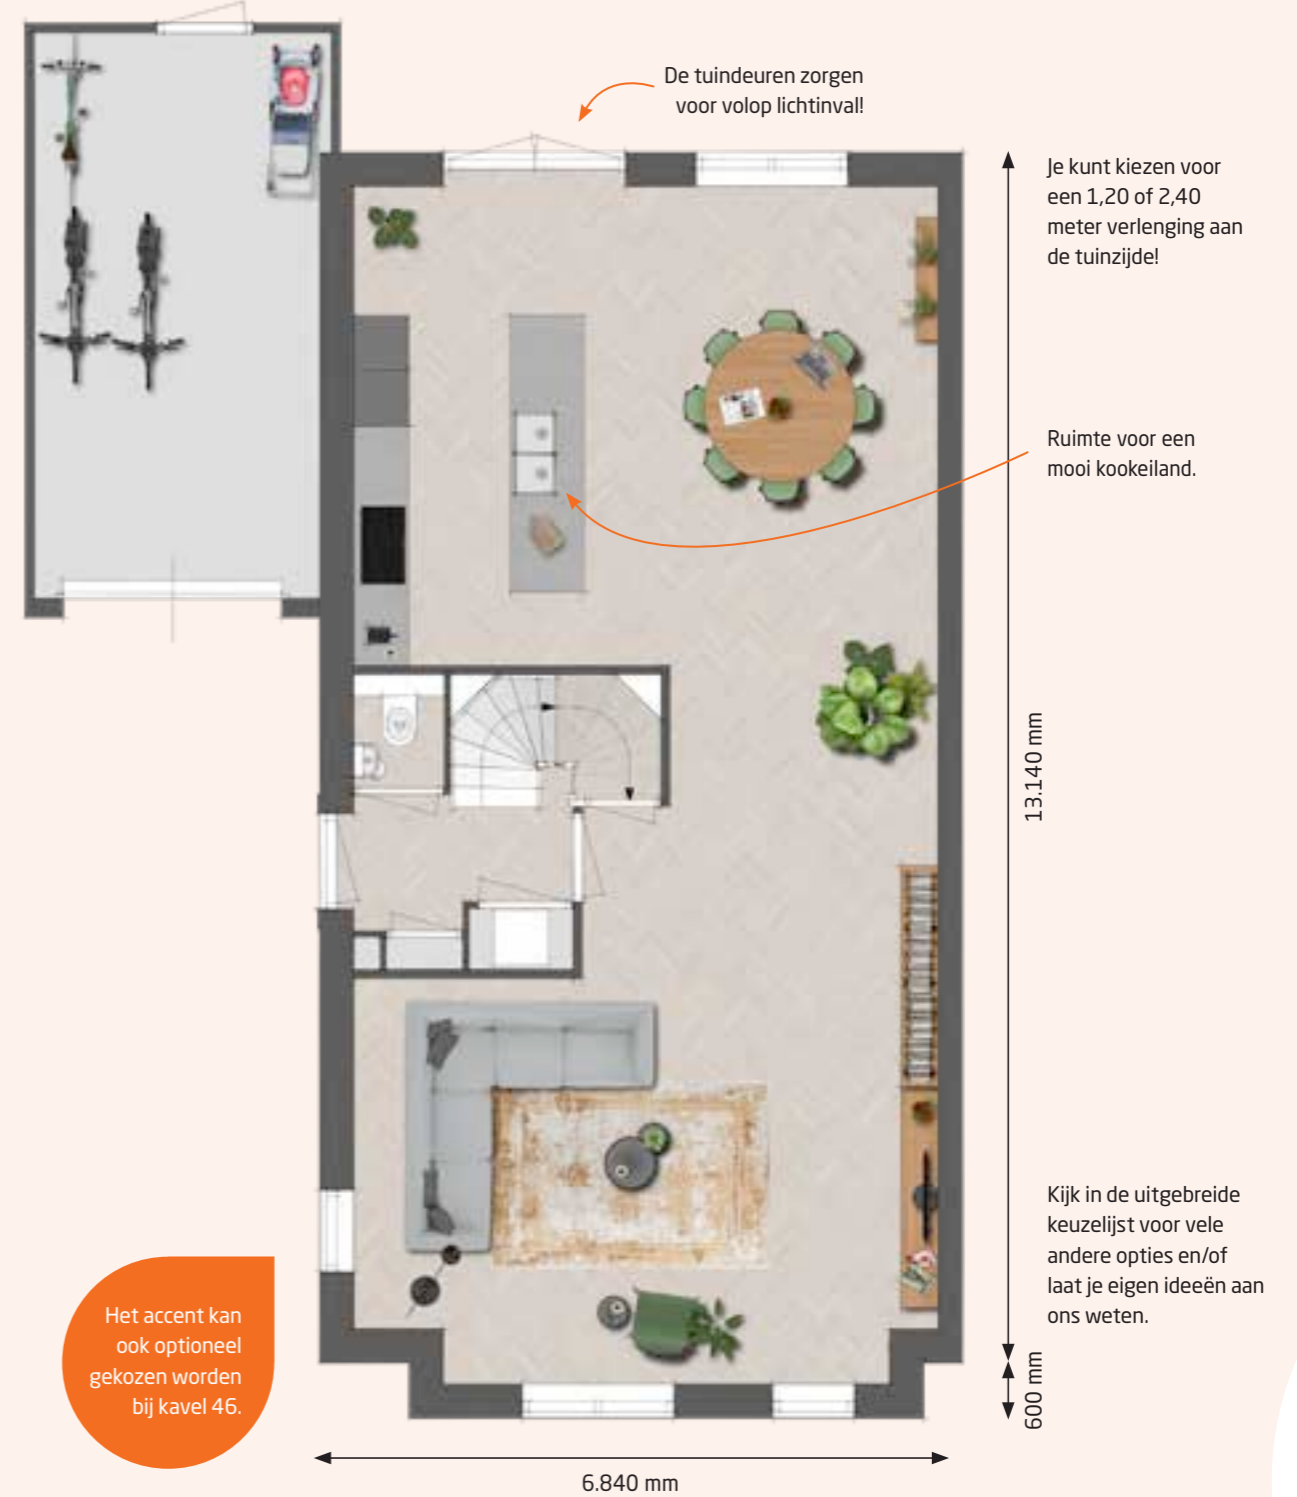 De tuindeuren zorgen
voor volop lichtinval!
Je kunt kiezen voor
een 1,20 of 2,40
meter verlenging aan
de tuinzijde!
Ruimte voor een
mooi kookeiland.
13.140 mm
Kijk in de uitgebreide
keuzelijst voor vele
andere opties en/of
laat je eigen ideeën aan
ons weten.
Het accent kan
ook optioneel
gekozen worden
bij kavel 46.
600 mm
6.840 mm